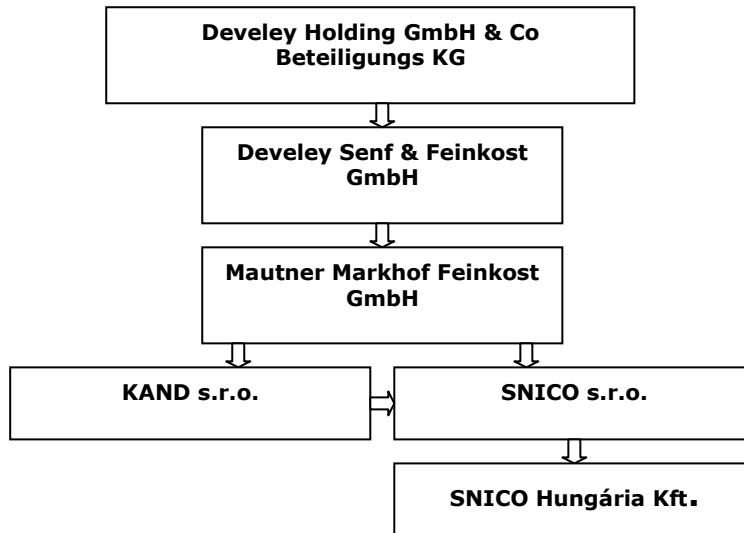 Develey Holding GmbH & Co
Beteiligungs KG
Develey Senf & Feinkost
GmbH
Mautner Markhof Feinkost
GmbH
KAND s.r.o.
SNICO s.r.o.
SNICO Hungária Kft.